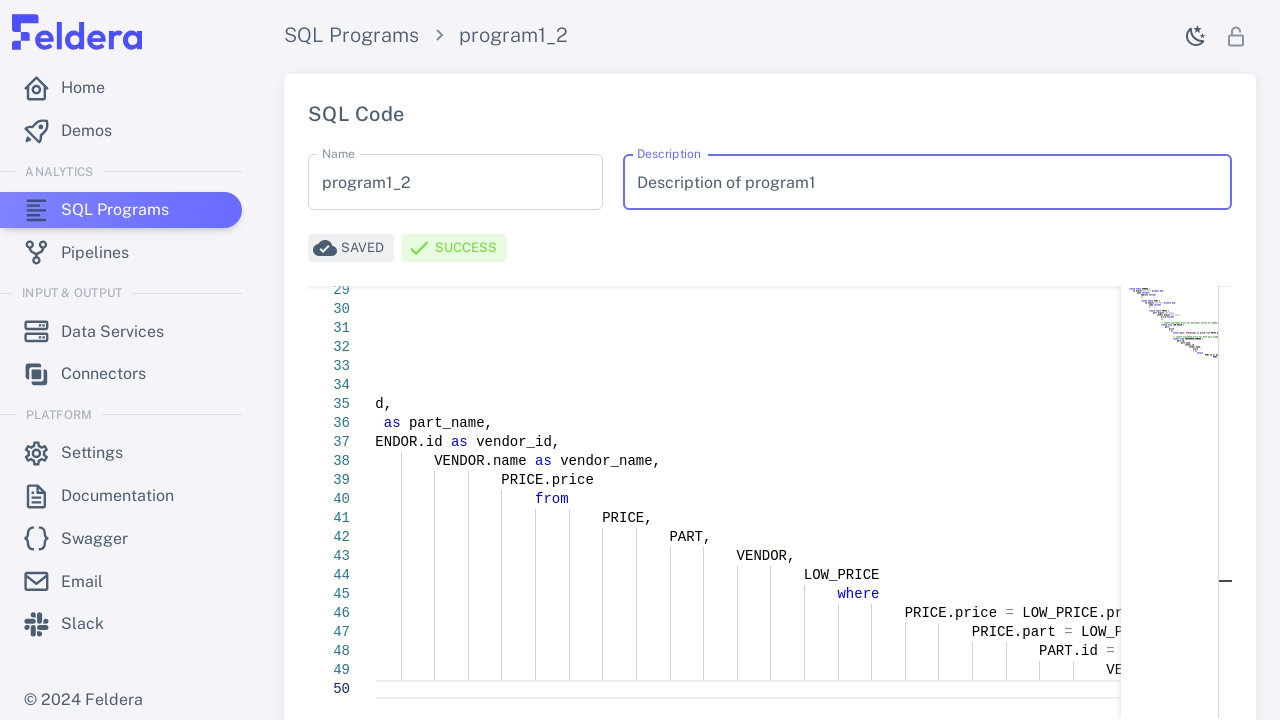 Feldera
SQL Programs > program1_2
Home
Demos
ANALYTICS
SQL Programs
Pipelines
INPUT & OUTPUT
Data Services
Connectors
PLATFORM
Settings
Documentation
Swagger
Email
Slack
© 2024 Feldera
SQL Code
Name
program1_2
Description
Description of program1
SAVED
SUCCESS
29
30
31
32
33
34
35 d,
36 as part_name,
37 ENDOR.id as vendor_id,
38 VENDOR.name as vendor_name,
39 PRICE.price
40 from
41 PRICE,
42 PART,
43 VENDOR,
44 LOW_PRICE
45 where
46 PRICE.price = LOW_PRICE.pr
47 PRICE.part = LOW_P
48 PART.id =
49 VE
50